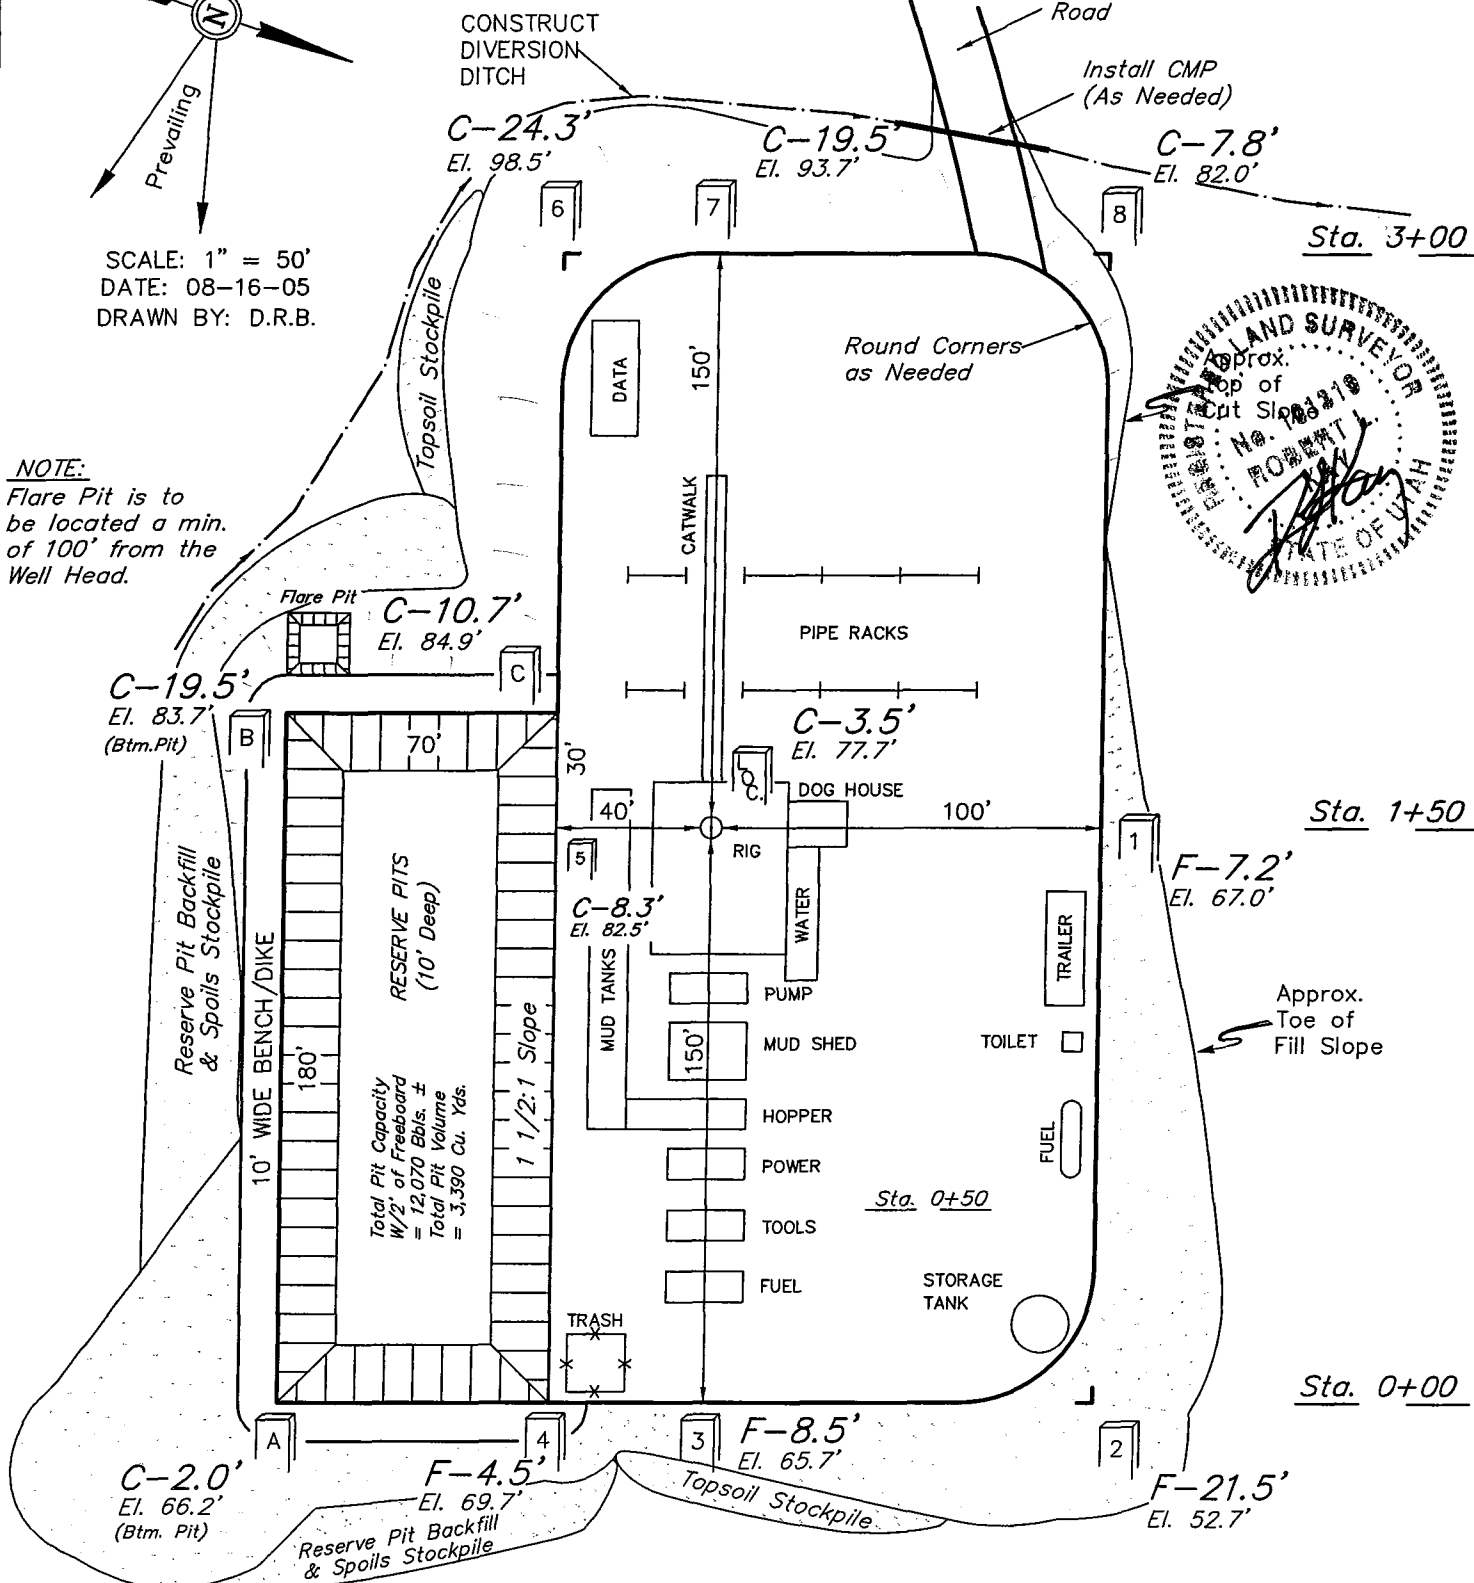 Road
CONSTRUCT
DIVERSION
DITCH
N
Install CMP
(As Needed)
Prevailing
C-24.3'
El. 98.5'
C-19.5'
El. 93.7'
C-7.8'
El. 82.0'
6
7
8
Sta. 3+00
SCALE: 1" = 50'
DATE: 08-16-05
DRAWN BY: D.R.B.
Topsoil Stockpile
DATA
150'
Round Corners
as Needed
Approx.
Top of
Cut Slope
REGISTERED LAND SURVEYOR
ROBERT L.
STATE OF UTAH
NOTE:
Flare Pit is to
be located a min.
of 100' from the
Well Head.
CATWALK
Flare Pit
C-10.7'
El. 84.9'
PIPE RACKS
C
C-19.5'
El. 83.7'
(Btm.Pit)
B
70'
30'
C-3.5'
El. 77.7'
LOC.
DOG HOUSE
40'
100'
RIG
Sta. 1+50
5
1
F-7.2'
El. 67.0'
C-8.3'
El. 82.5'
WATER
TRAILER
MUD TANKS
Reserve Pit Backfill
& Spoils Stockpile
10' WIDE BENCH/DIKE
180'
RESERVE PITS
(10' Deep)
1 1/2:1 Slope
Total Pit Capacity
W/2' of Freeboard
= 12,070 Bbls. ±
Total Pit Volume
= 3,390 Cu. Yds.
PUMP
150'
MUD SHED
TOILET
Approx.
Toe of
Fill Slope
HOPPER
FUEL
POWER
Sta. 0+50
TOOLS
FUEL
STORAGE
TANK
TRASH
Sta. 0+00
A
4
3
2
F-8.5'
El. 65.7'
C-2.0'
El. 66.2'
(Btm. Pit)
F-4.5'
El. 69.7'
Topsoil Stockpile
F-21.5'
El. 52.7'
Reserve Pit Backfill
& Spoils Stockpile